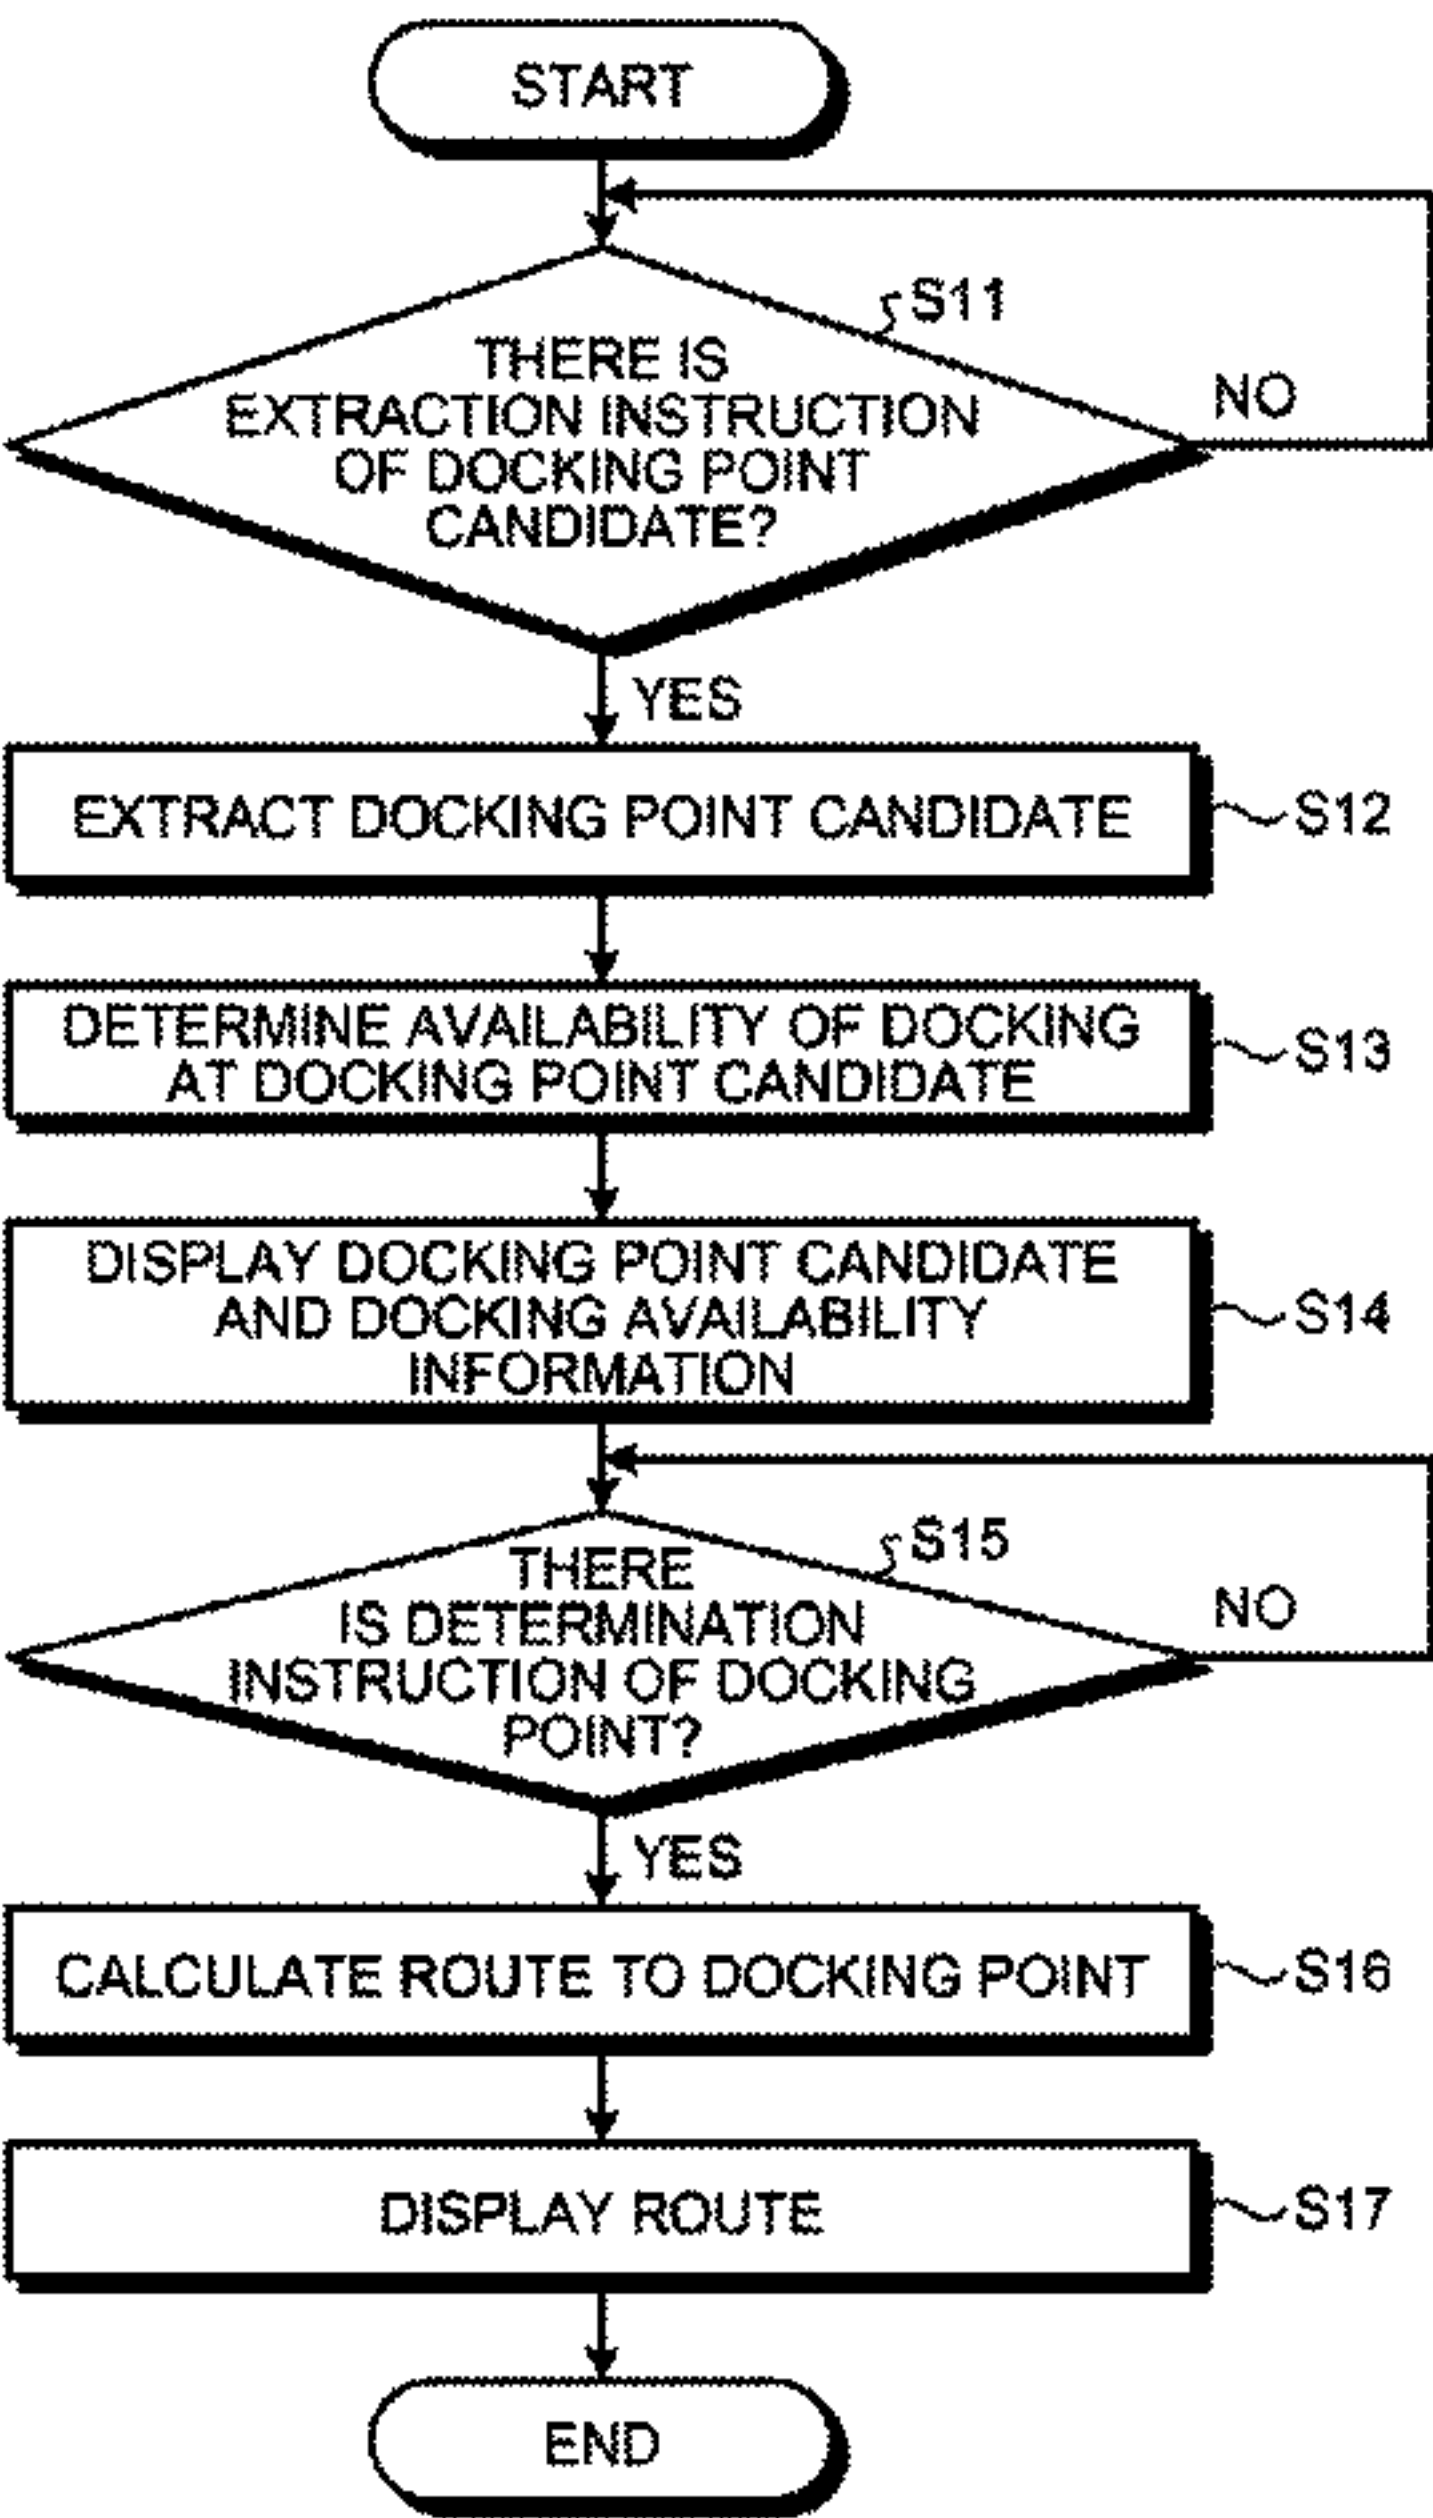 START
S11
THERE IS
EXTRACTION INSTRUCTION
OF DOCKING POINT
CANDIDATE?
NO
YES
EXTRACT DOCKING POINT CANDIDATE
S12
DETERMINE AVAILABILITY OF DOCKING
AT DOCKING POINT CANDIDATE
S13
DISPLAY DOCKING POINT CANDIDATE
AND DOCKING AVAILABILITY
INFORMATION
S14
S15
THERE
IS DETERMINATION
INSTRUCTION OF DOCKING
POINT?
NO
YES
CALCULATE ROUTE TO DOCKING POINT
S16
DISPLAY ROUTE
S17
END